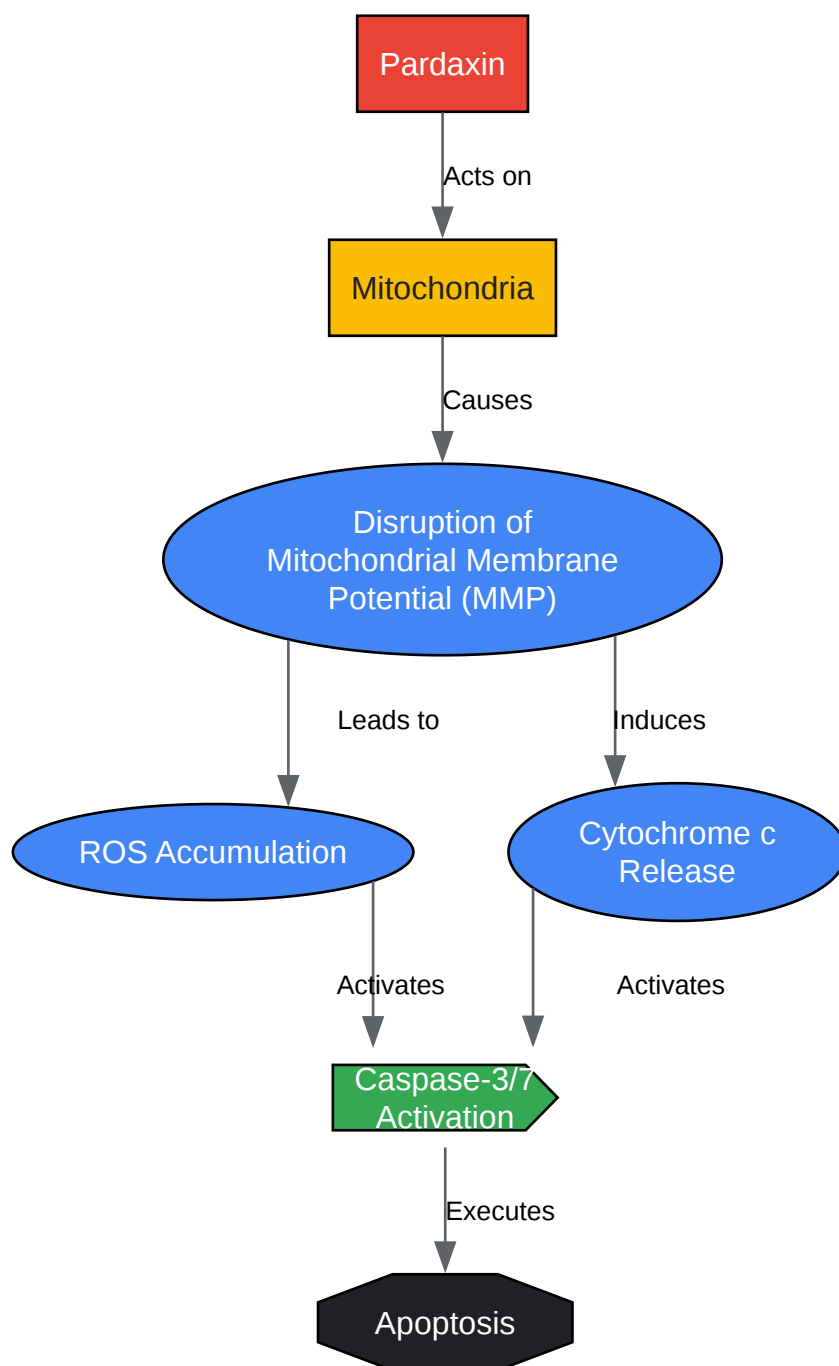 Pardaxin
Acts on
Mitochondria
Causes
Disruption of
Mitochondrial Membrane
Potential (MMP)
Leads to
Induces
ROS Accumulation
Cytochrome c
Release
Activates
Activates
Caspase-3/7
Activation
Executes
Apoptosis